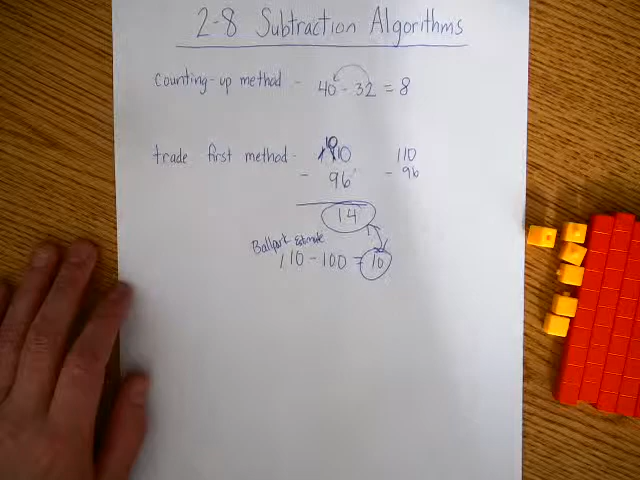 2-8 Subtraction Algorithms
counting-up method - 40 - 32 = 8
trade first method - 110 110
- 96 - 96
14
Ballpark Estimate
110 - 100 = 10